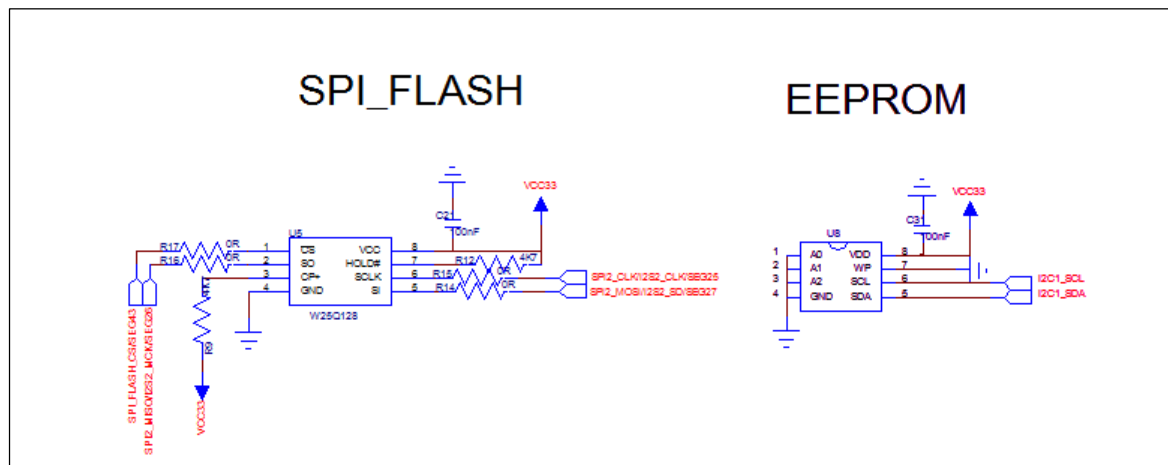 SPI_FLASH
EEPROM
VCC33
C21
100nF
U5
R17
0R
1
CS
VCC
8
R16
0R
2
SO
HOLD#
7
R12
4K7
3
SCLK
6
R15
0R
SPI2_CLK/I2S2_CLK/SEG25
4
GND
SI
5
R14
0R
SPI2_MOSI/I2S2_SD/SEG27
W25Q128
4K7
R9
VCC33
SPI_FLASH_CS/SEG43
SPI2_MISO/I2S2_MCK/SEG26
VCC33
C31
100nF
U8
1
A0
VDD
8
2
A1
WP
7
3
A2
SCL
6
I2C1_SCL
4
GND
SDA
5
I2C1_SDA